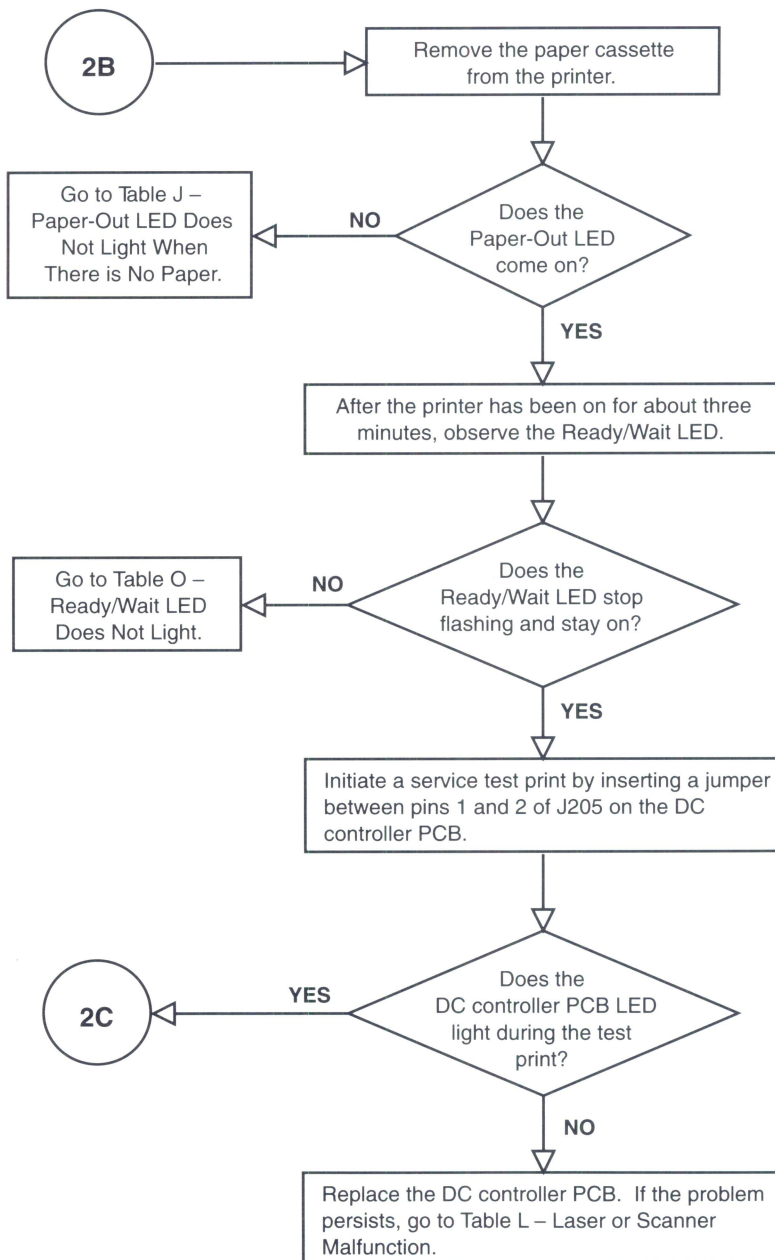 2B
Remove the paper cassette
from the printer.
Go to Table J –
Paper-Out LED Does
Not Light When
There is No Paper.
NO
Does the
Paper-Out LED
come on?
YES
After the printer has been on for about three
minutes, observe the Ready/Wait LED.
Go to Table O –
Ready/Wait LED
Does Not Light.
NO
Does the
Ready/Wait LED stop
flashing and stay on?
YES
Initiate a service test print by inserting a jumper
between pins 1 and 2 of J205 on the DC
controller PCB.
2C
YES
Does the
DC controller PCB LED
light during the test
print?
NO
Replace the DC controller PCB.  If the problem
persists, go to Table L – Laser or Scanner
Malfunction.